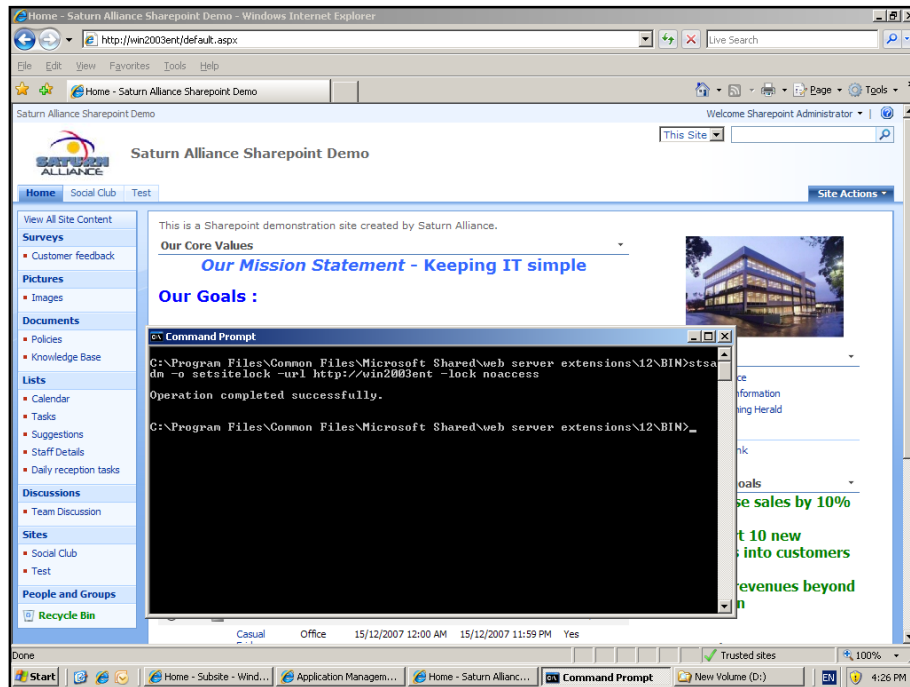 Home - Saturn Alliance Sharepoint Demo - Windows Internet Explorer
http://win2003ent/default.aspx
Live Search
File Edit View Favorites Tools Help
Home - Saturn Alliance Sharepoint Demo
Page Tools
Saturn Alliance Sharepoint Demo
Welcome Sharepoint Administrator
This Site
SATURN
ALLIANCE
Saturn Alliance Sharepoint Demo
Home Social Club Test
Site Actions
View All Site Content
Surveys
Customer feedback
Pictures
Images
Documents
Policies
Knowledge Base
Lists
Calendar
Tasks
Suggestions
Staff Details
Daily reception tasks
Discussions
Team Discussion
Sites
Social Club
Test
People and Groups
Recycle Bin
This is a Sharepoint demonstration site created by Saturn Alliance.
Our Core Values
Our Mission Statement - Keeping IT simple
Our Goals :
Command Prompt
C:\Program Files\Common Files\Microsoft Shared\web server extensions\12\BIN>stsa
dm -o setsitelock -url http://win2003ent -lock noaccess
Operation completed successfully.
C:\Program Files\Common Files\Microsoft Shared\web server extensions\12\BIN>_
ce
formation
ing Herald
nk
oals
se sales by 10%
t 10 new
into customers
revenues beyond
n
Casual Office 15/12/2007 12:00 AM 15/12/2007 11:59 PM Yes
Done
Trusted sites
100%
Start
Home - Subsite - Wind...
Application Managem...
Home - Saturn Allianc...
Command Prompt
New Volume (D:)
EN
4:26 PM